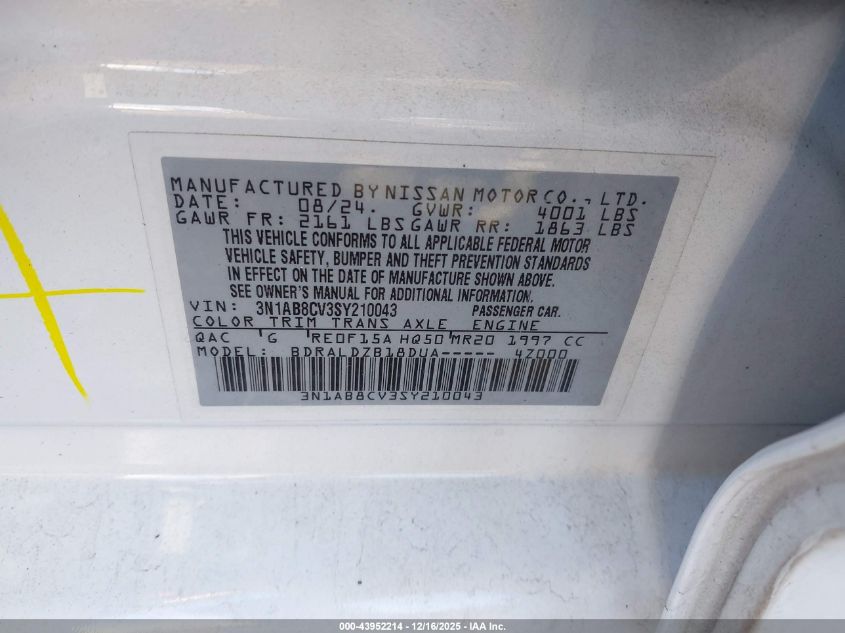 MANUFACTURED BY NISSAN MOTOR CO., LTD.
DATE: 08/24. GVWR: 4001 LBS
GAWR FR: 2161 LBS GAWR RR: 1863 LBS
THIS VEHICLE CONFORMS TO ALL APPLICABLE FEDERAL MOTOR
VEHICLE SAFETY, BUMPER AND THEFT PREVENTION STANDARDS
IN EFFECT ON THE DATE OF MANUFACTURE SHOWN ABOVE.
SEE OWNER'S MANUAL FOR ADDITIONAL INFORMATION.
VIN: 3N1AB8CV3SY210043 PASSENGER CAR.
COLOR TRIM TRANS AXLE ENGINE
QAC G RE0F15A HQ50 MR20 1997 CC
MODEL: BDRALDZB18DUA----- 4Z000
3N1AB8CV3SY210043
000-43952214 - 12/16/2025 - IAA Inc.